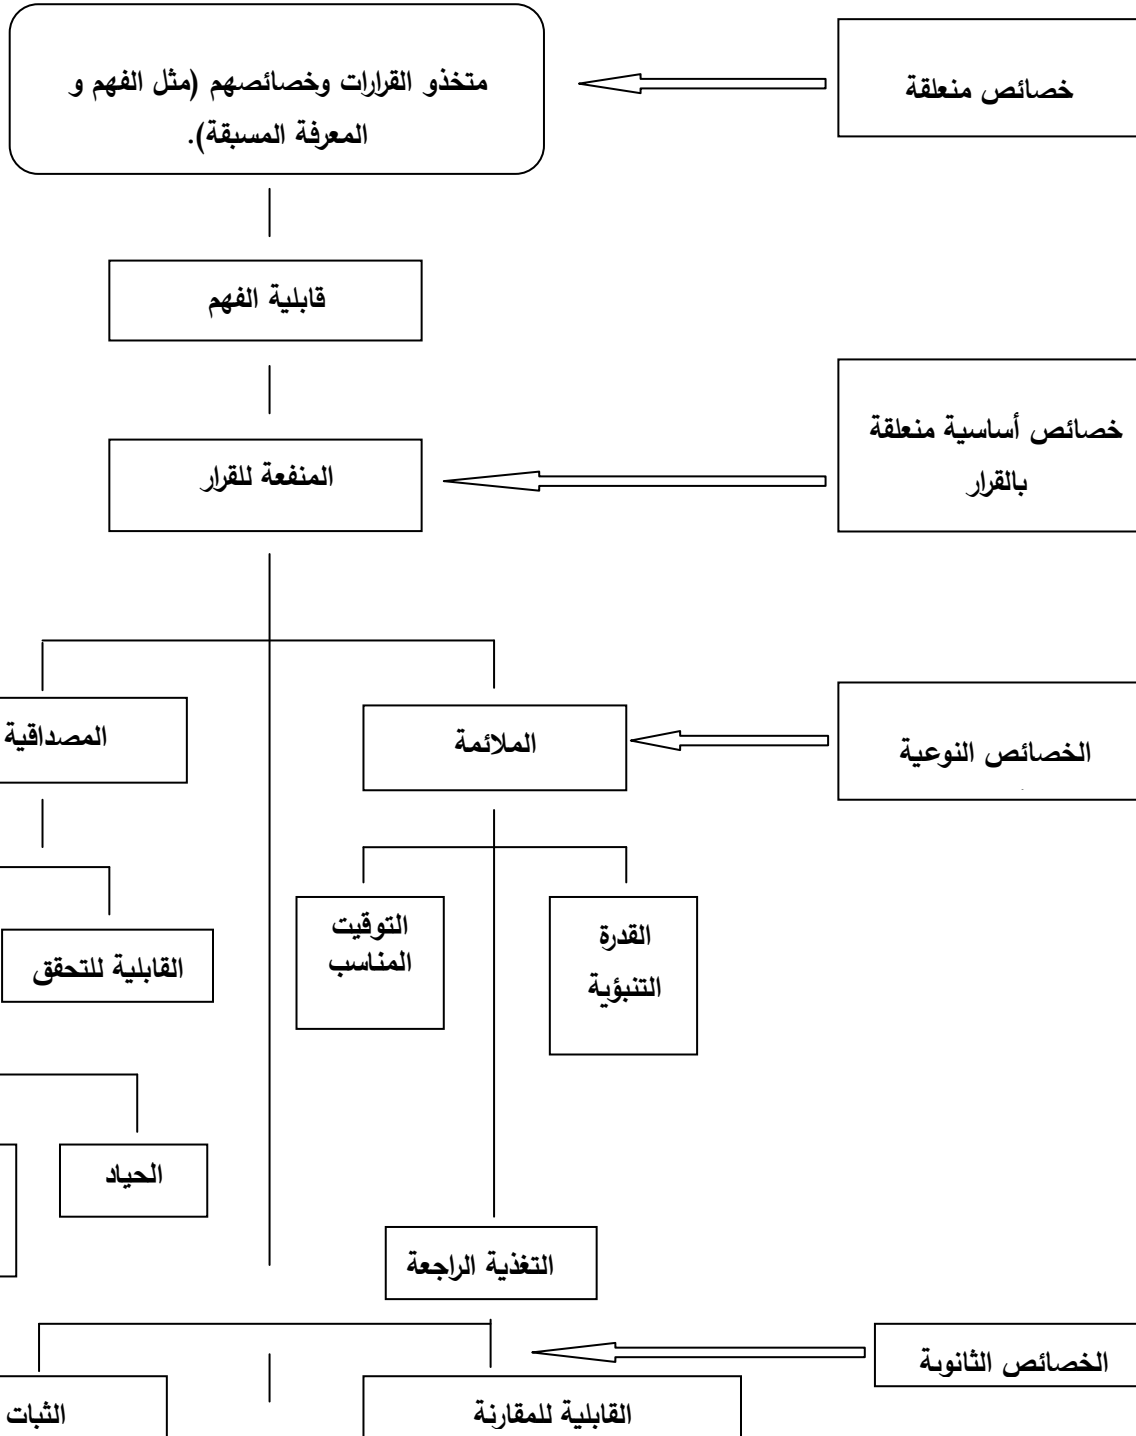 خصائص منعلقة
متخذو القرارات وخصائصهم (مثل الفهم و
المعرفة المسبقة).
قابلية الفهم
خصائص أساسية منعلقة
بالقرار
المنفعة للقرار
الخصائص النوعية
الملائمة
المصداقية
القدرة
التنبؤية
التوقيت
المناسب
القابلية للتحقق
الحياد
التغذية الراجعة
الخصائص الثانوية
القابلية للمقارنة
الثبات